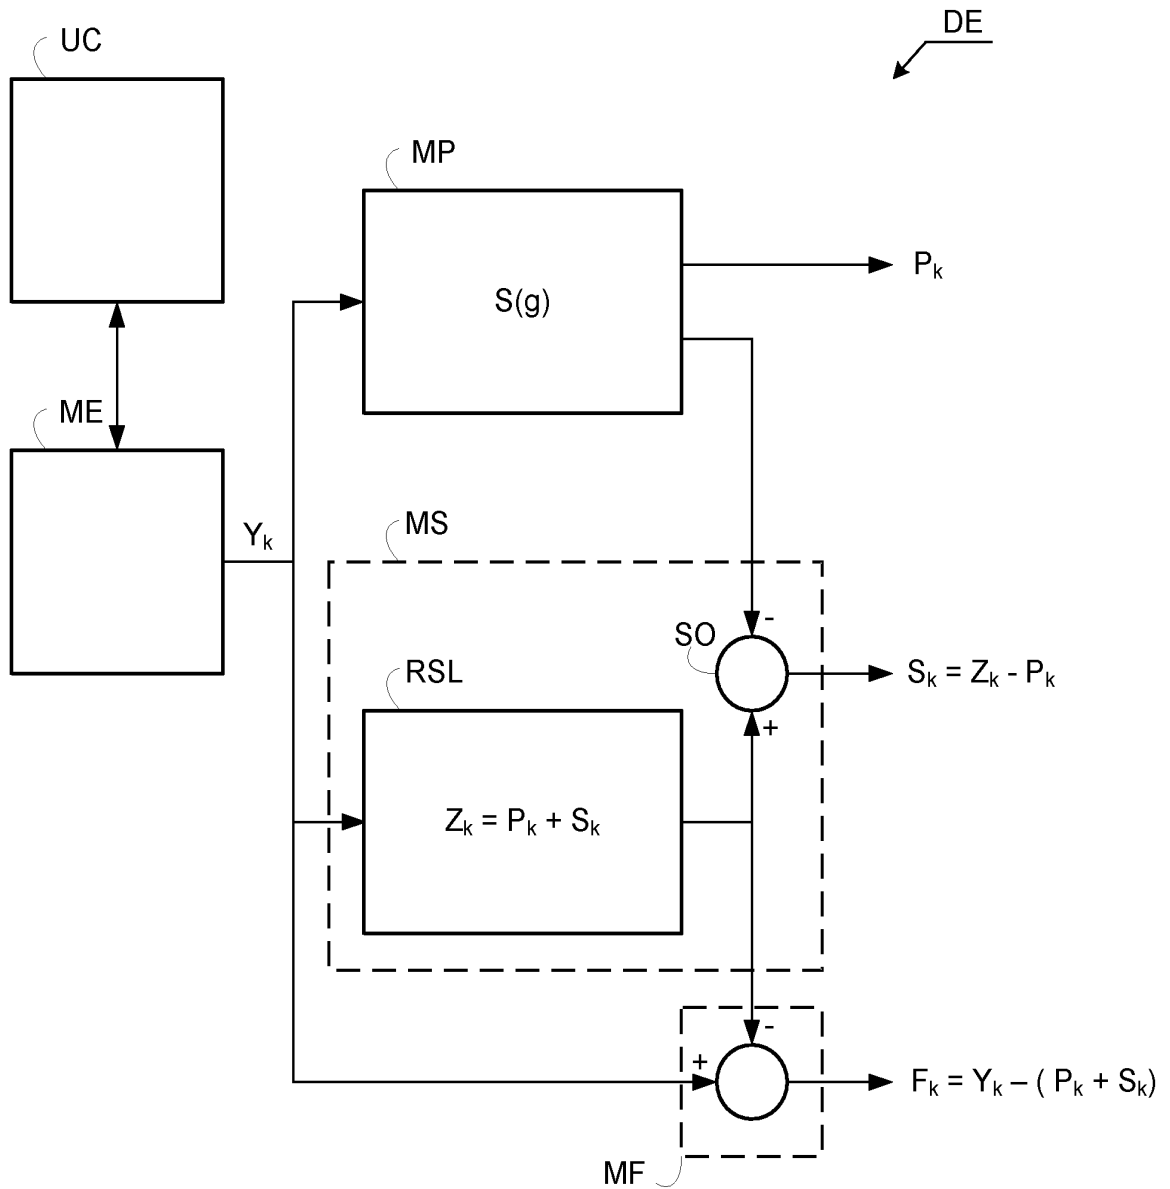 DE
UC
MP
P_k
S(g)
ME
Y_k
MS
-
SO
S_k = Z_k - P_k
RSL
+
Z_k = P_k + S_k
-
+
F_k = Y_k – ( P_k + S_k)
MF